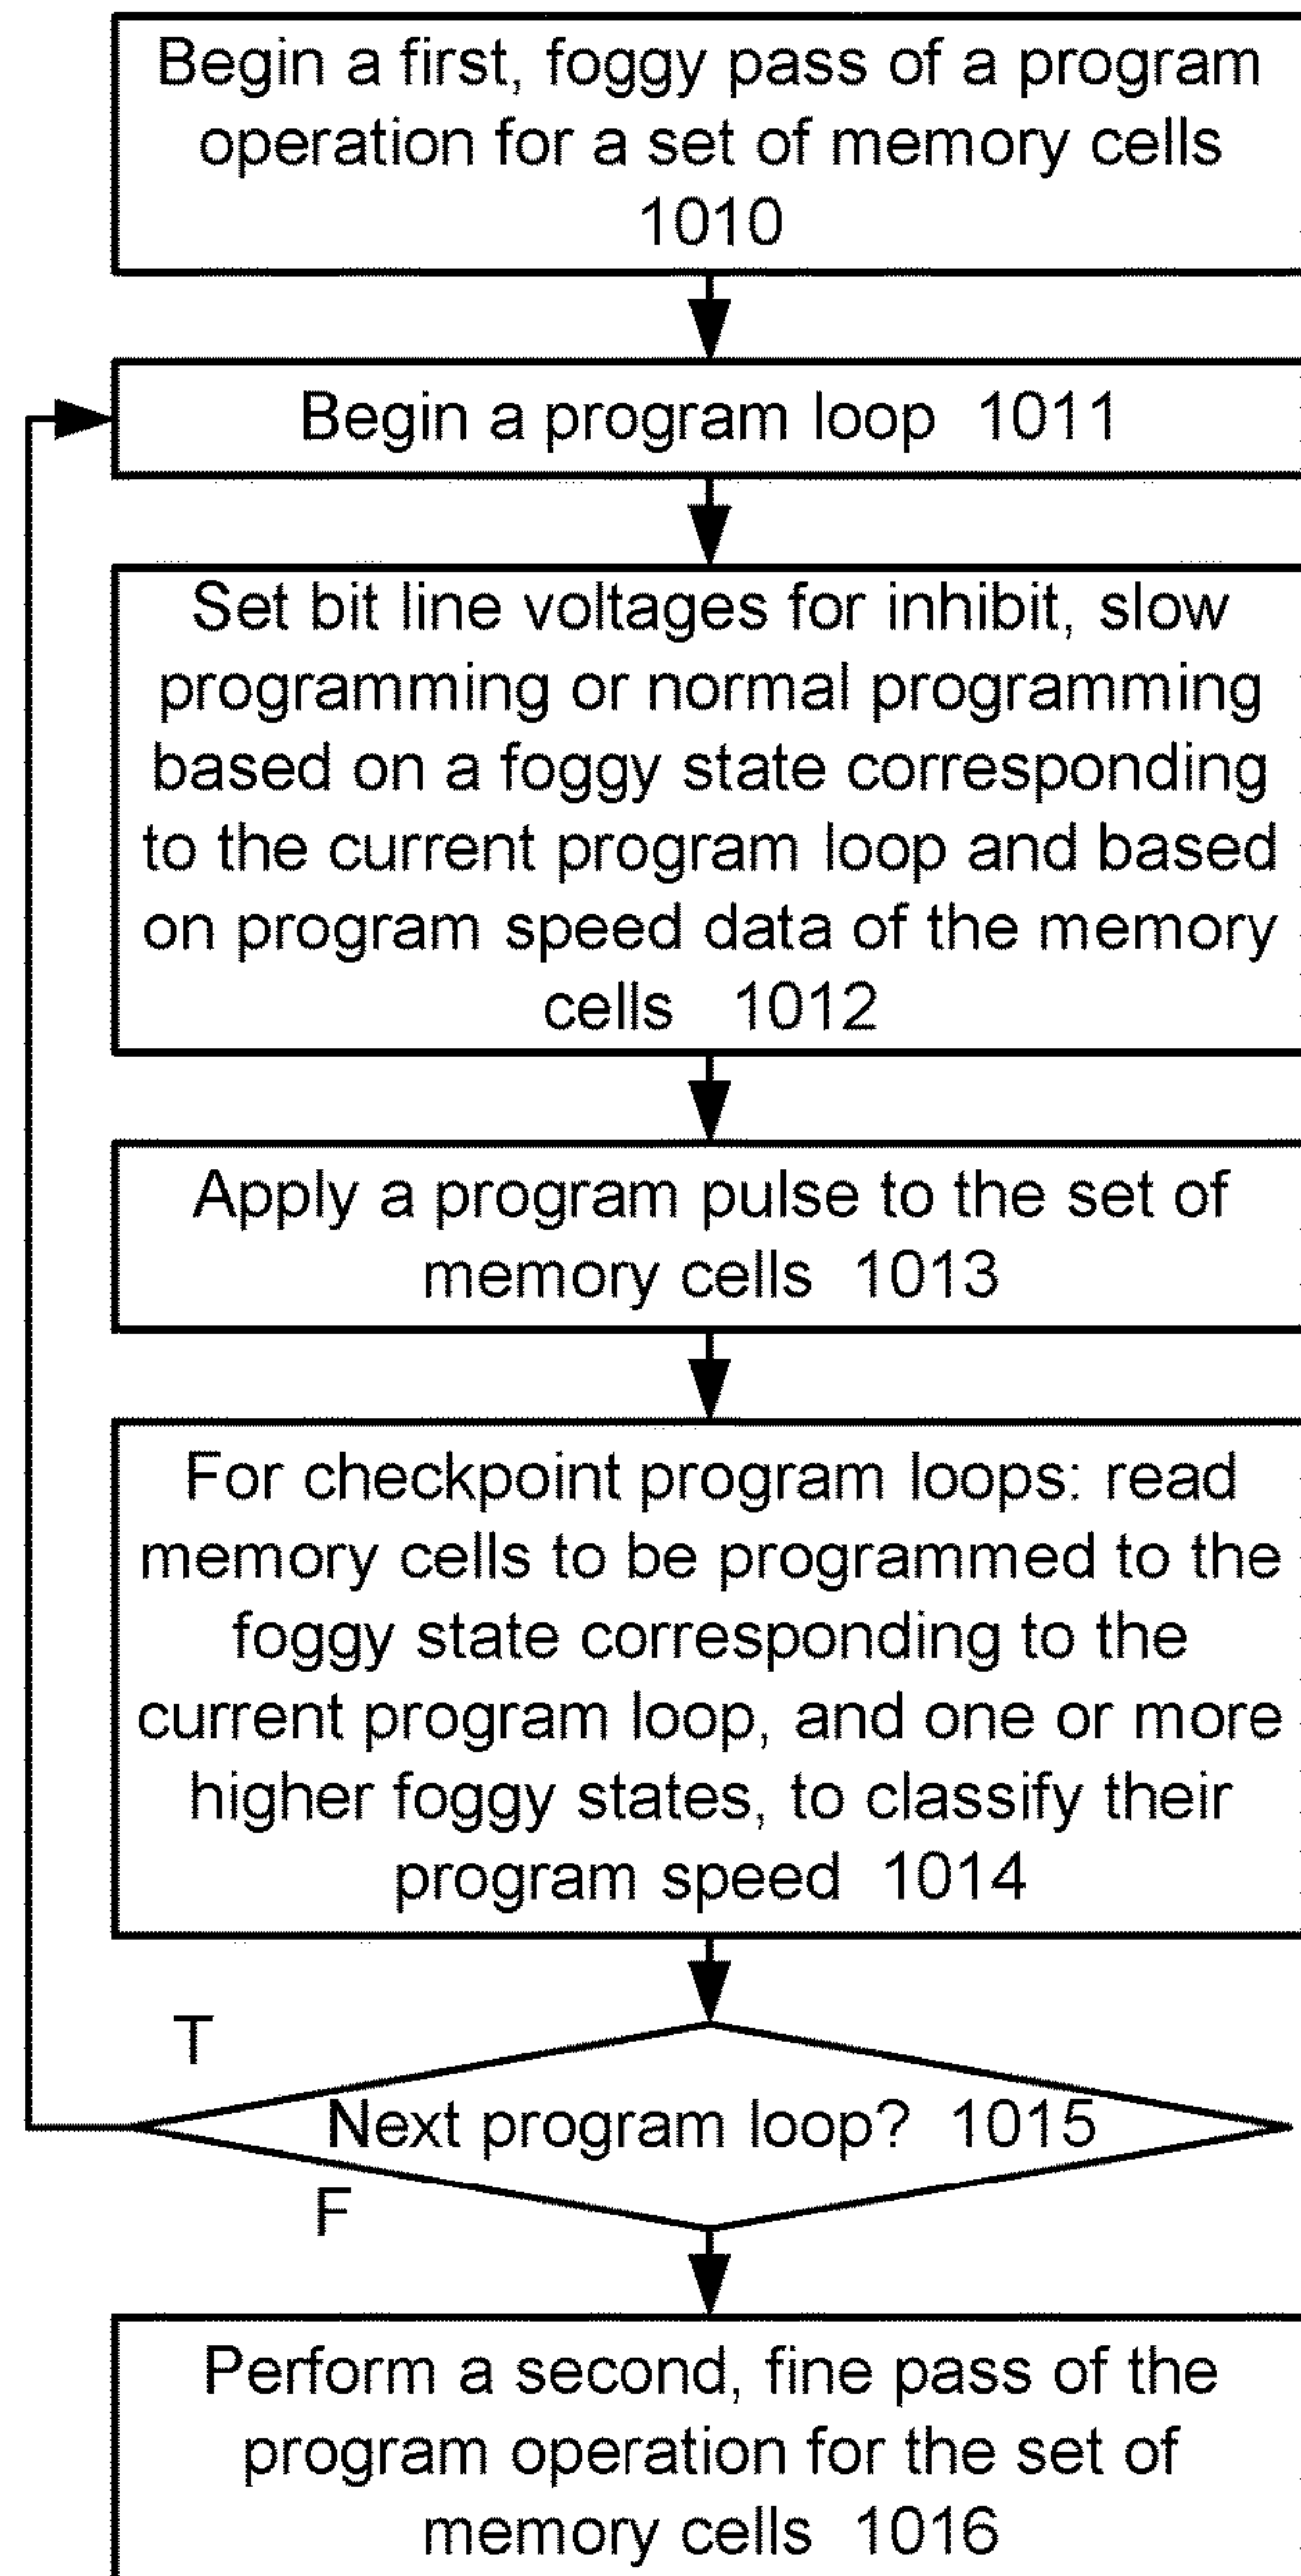 Begin a first, foggy pass of a program
operation for a set of memory cells
1010
Begin a program loop 1011
Set bit line voltages for inhibit, slow
programming or normal programming
based on a foggy state corresponding
to the current program loop and based
on program speed data of the memory
cells 1012
Apply a program pulse to the set of
memory cells 1013
For checkpoint program loops: read
memory cells to be programmed to the
foggy state corresponding to the
current program loop, and one or more
higher foggy states, to classify their
program speed 1014
T
Next program loop? 1015
F
Perform a second, fine pass of the
program operation for the set of
memory cells 1016